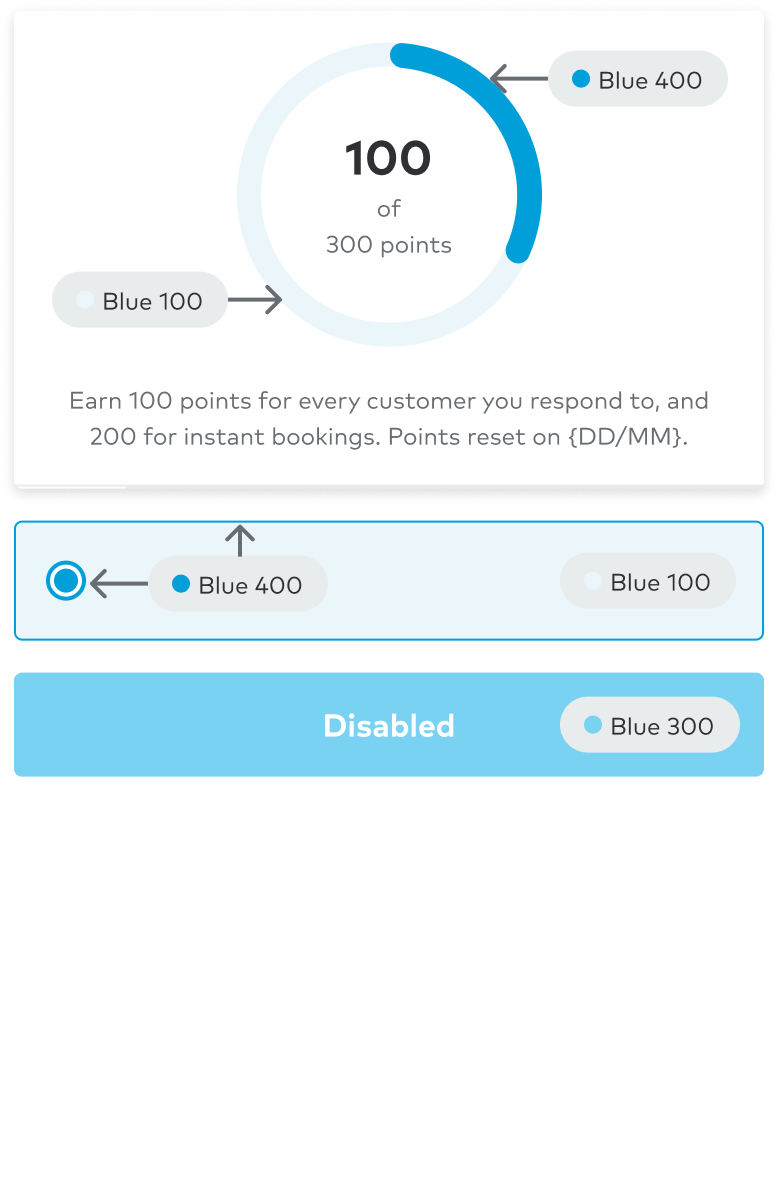 Blue 400
100
of
300 points
Blue 100
Earn 100 points for every customer you respond to, and
200 for instant bookings. Points reset on {DD/MM}.
Blue 400
Blue 100
Disabled
Blue 300